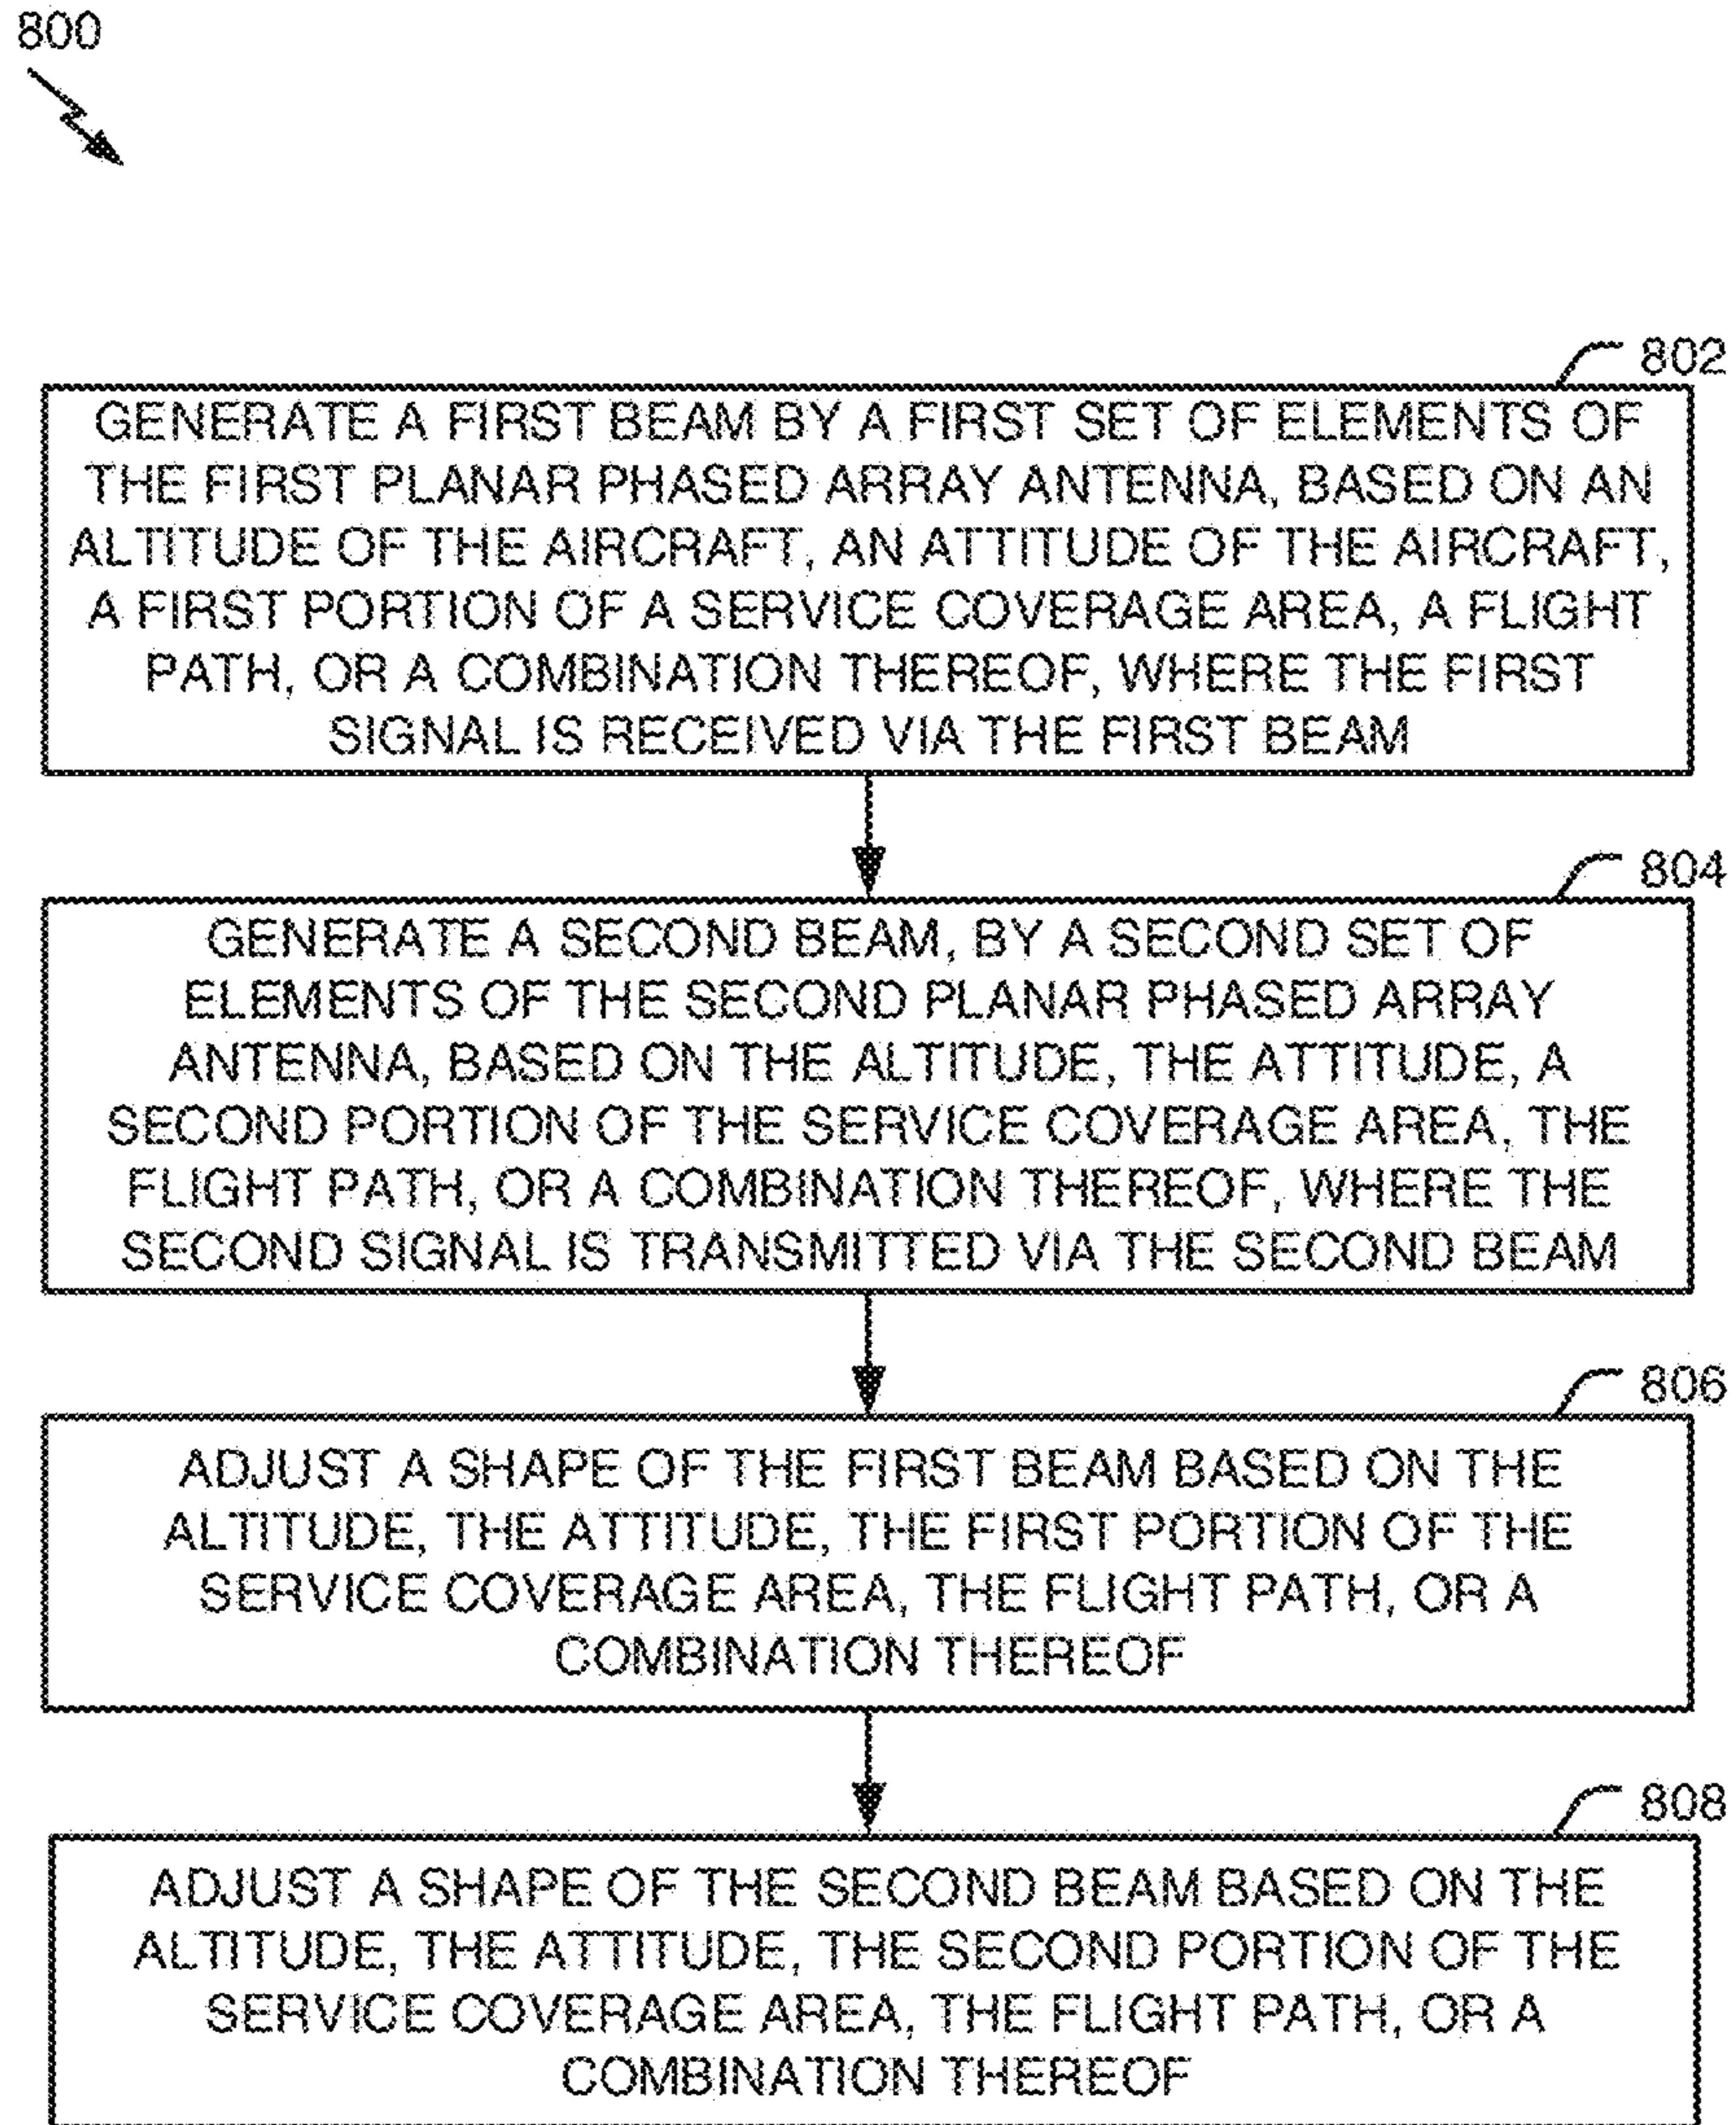 800
802
GENERATE A FIRST BEAM BY A FIRST SET OF ELEMENTS OF
THE FIRST PLANAR PHASED ARRAY ANTENNA, BASED ON AN
ALTITUDE OF THE AIRCRAFT, AN ATTITUDE OF THE AIRCRAFT,
A FIRST PORTION OF A SERVICE COVERAGE AREA, A FLIGHT
PATH, OR A COMBINATION THEREOF, WHERE THE FIRST
SIGNAL IS RECEIVED VIA THE FIRST BEAM
804
GENERATE A SECOND BEAM, BY A SECOND SET OF
ELEMENTS OF THE SECOND PLANAR PHASED ARRAY
ANTENNA, BASED ON THE ALTITUDE, THE ATTITUDE, A
SECOND PORTION OF THE SERVICE COVERAGE AREA, THE
FLIGHT PATH, OR A COMBINATION THEREOF, WHERE THE
SECOND SIGNAL IS TRANSMITTED VIA THE SECOND BEAM
806
ADJUST A SHAPE OF THE FIRST BEAM BASED ON THE
ALTITUDE, THE ATTITUDE, THE FIRST PORTION OF THE
SERVICE COVERAGE AREA, THE FLIGHT PATH, OR A
COMBINATION THEREOF
808
ADJUST A SHAPE OF THE SECOND BEAM BASED ON THE
ALTITUDE, THE ATTITUDE, THE SECOND PORTION OF THE
SERVICE COVERAGE AREA, THE FLIGHT PATH, OR A
COMBINATION THEREOF